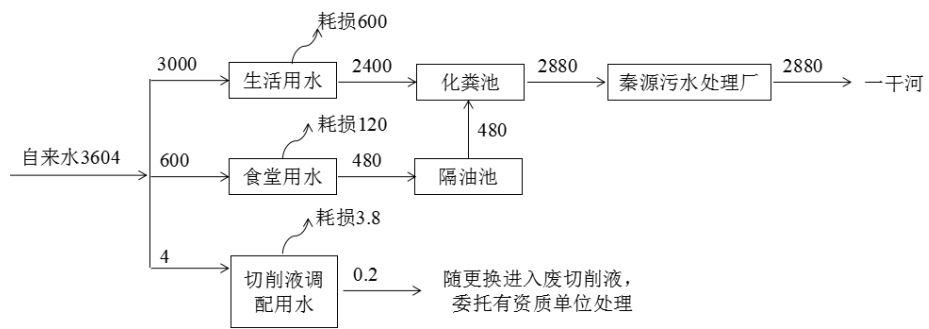 耗损600
3000
生活用水
2400
化粪池
2880
秦源污水处理厂
2880
一干河
耗损120
480
自来水3604
600
食堂用水
480
隔油池
耗损3.8
4
切削液调
配用水
0.2
随更换进入废切削液，
委托有资质单位处理